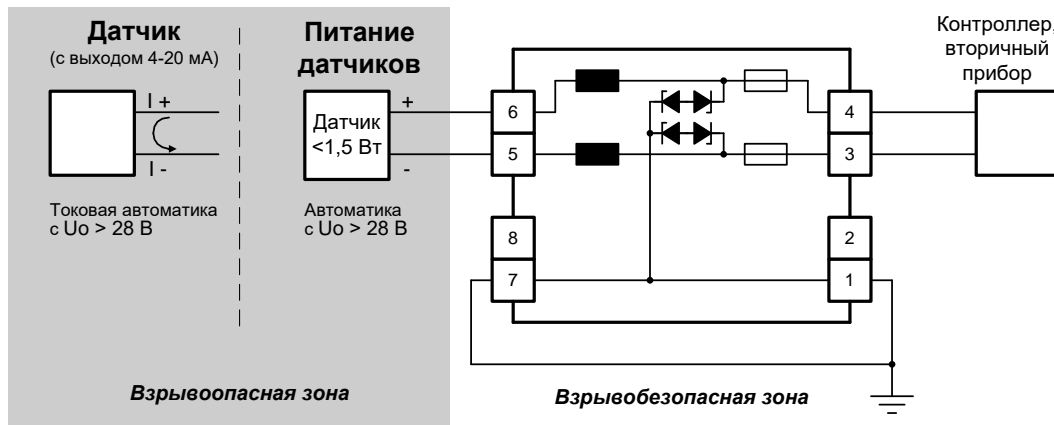 Датчик
(с выходом 4-20 мА)
I +
I -
Токовая автоматика
с Uo > 28 В
Питание
датчиков
Датчик
<1,5 Вт
+
-
Автоматика
с Uo > 28 В
6
5
8
7
4
3
2
1
Контроллер,
вторичный
прибор
Взрывоопасная зона
Взрывобезопасная зона